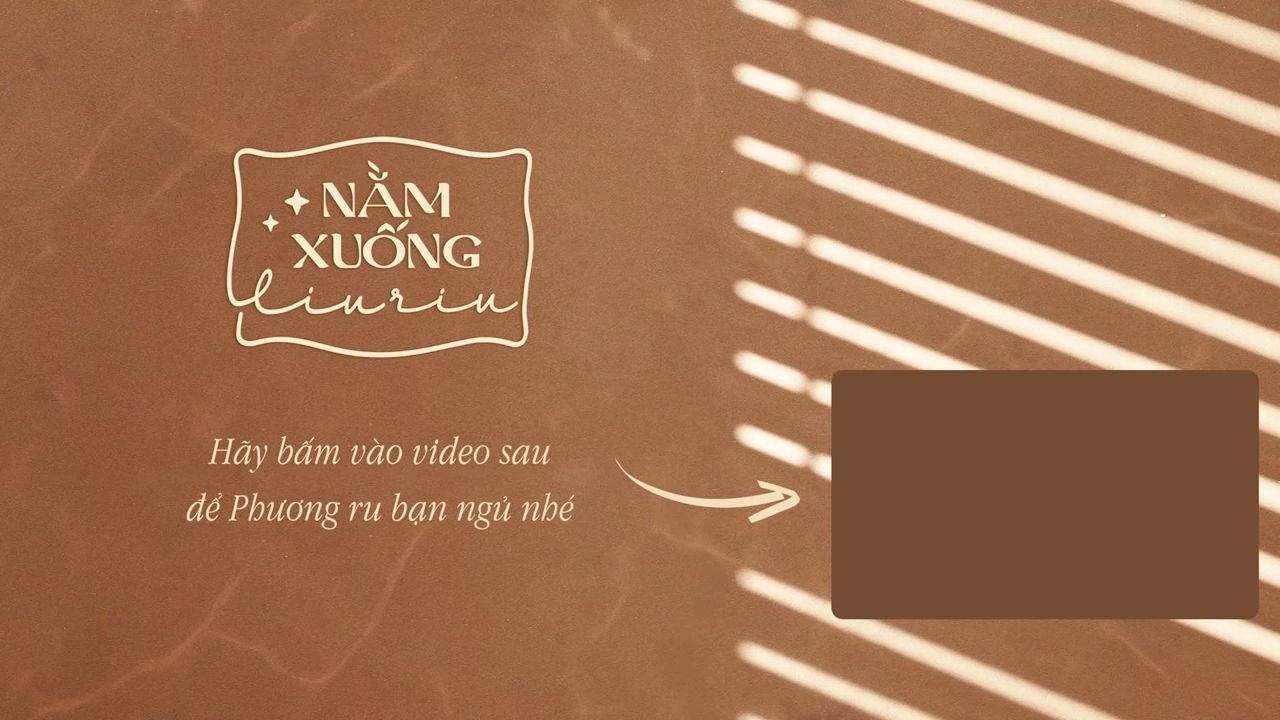 NẰM
XUỐNG
liuriu
Hãy bấm vào video sau
để Phương ru bạn ngủ nhé